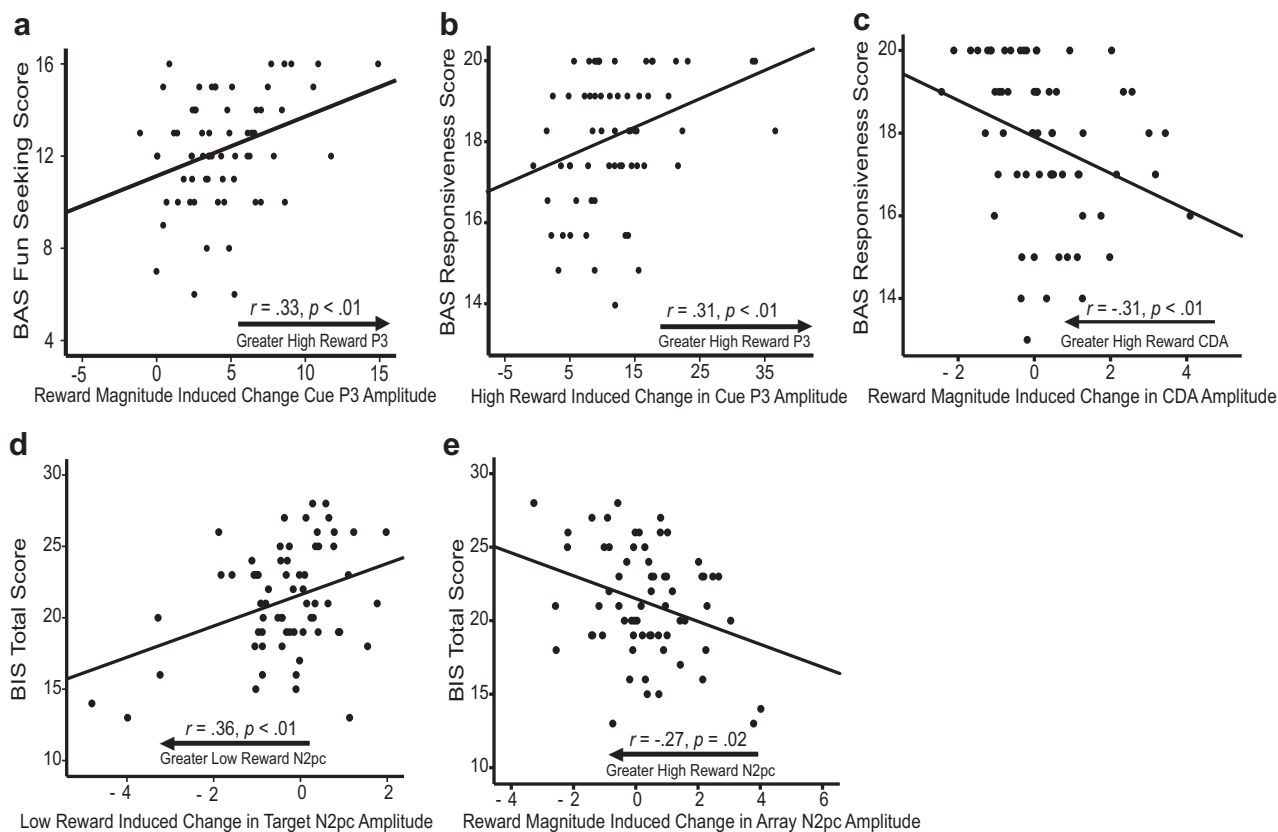 a
BAS Fun Seeking Score
16
12
8
4
r = .33, p < .01
Greater High Reward P3
-5 0 5 10 15
Reward Magnitude Induced Change Cue P3 Amplitude
b
BAS Responsiveness Score
20
18
16
14
r = .31, p < .01
Greater High Reward P3
-5 5 15 25 35
High Reward Induced Change in Cue P3 Amplitude
c
BAS Responsiveness Score
20
18
16
14
r = -.31, p < .01
Greater High Reward CDA
-2 0 2 4
Reward Magnitude Induced Change in CDA Amplitude
d
BIS Total Score
30
25
20
15
10
r = .36, p < .01
Greater Low Reward N2pc
- 4 - 2 0 2
Low Reward Induced Change in Target N2pc Amplitude
e
BIS Total Score
30
25
20
15
10
r = -.27, p = .02
Greater High Reward N2pc
- 4 - 2 0 2 4 6
Reward Magnitude Induced Change in Array N2pc Amplitude